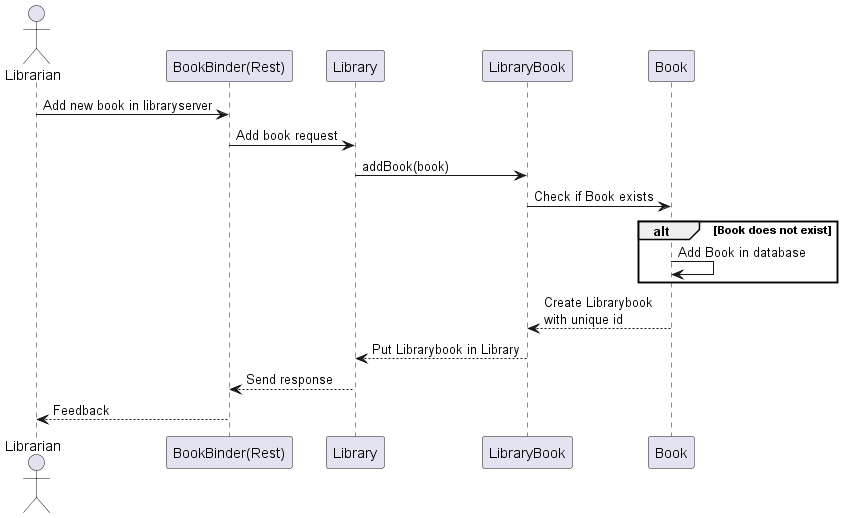 Librarian
BookBinder(Rest)
Library
LibraryBook
Book
Add new book in libraryserver
Add book request
addBook(book)
Check if Book exists
alt
[Book does not exist]
Add Book in database
Create Librarybook
with unique id
Put Librarybook in Library
Send response
Feedback
Librarian
BookBinder(Rest)
Library
LibraryBook
Book